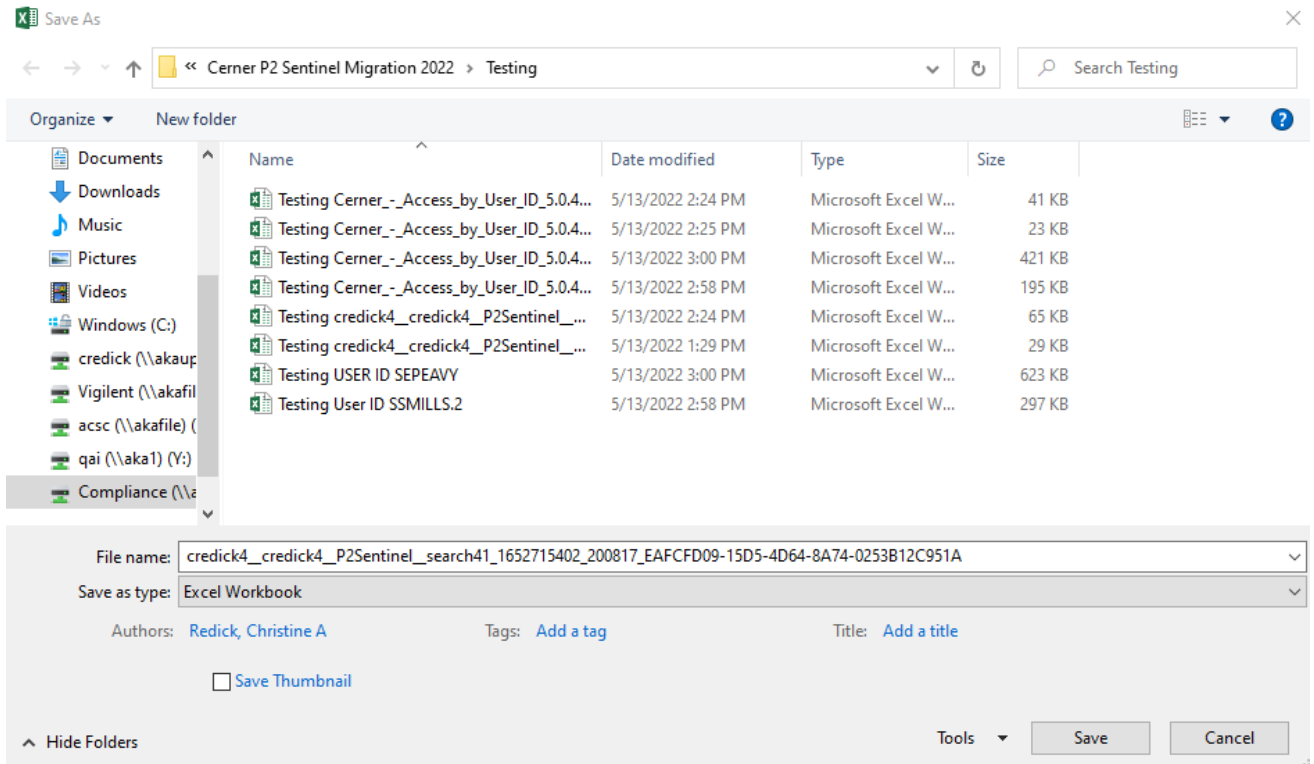 Save As
« Cerner P2 Sentinel Migration 2022 > Testing
Search Testing
Organize
New folder
Name Date modified Type Size
Documents
Downloads
Music
Pictures
Videos
Windows (C:)
credick (\\akaup
Vigilent (\\akafil
acsc (\\akafile) (
qai (\\aka1) (Y:)
Compliance (\\a
Testing Cerner_-_Access_by_User_ID_5.0.4... 5/13/2022 2:24 PM Microsoft Excel W... 41 KB
Testing Cerner_-_Access_by_User_ID_5.0.4... 5/13/2022 2:25 PM Microsoft Excel W... 23 KB
Testing Cerner_-_Access_by_User_ID_5.0.4... 5/13/2022 3:00 PM Microsoft Excel W... 421 KB
Testing Cerner_-_Access_by_User_ID_5.0.4... 5/13/2022 2:58 PM Microsoft Excel W... 195 KB
Testing credick4__credick4__P2Sentinel__... 5/13/2022 2:24 PM Microsoft Excel W... 65 KB
Testing credick4__credick4__P2Sentinel__... 5/13/2022 1:29 PM Microsoft Excel W... 29 KB
Testing USER ID SEPEAVY 5/13/2022 3:00 PM Microsoft Excel W... 623 KB
Testing User ID SSMILLS.2 5/13/2022 2:58 PM Microsoft Excel W... 297 KB
File name: credick4__credick4__P2Sentinel__search41_1652715402_200817_EAFCFD09-15D5-4D64-8A74-0253B12C951A
Save as type: Excel Workbook
Authors: Redick, Christine A Tags: Add a tag Title: Add a title
Save Thumbnail
Hide Folders
Tools
Save
Cancel